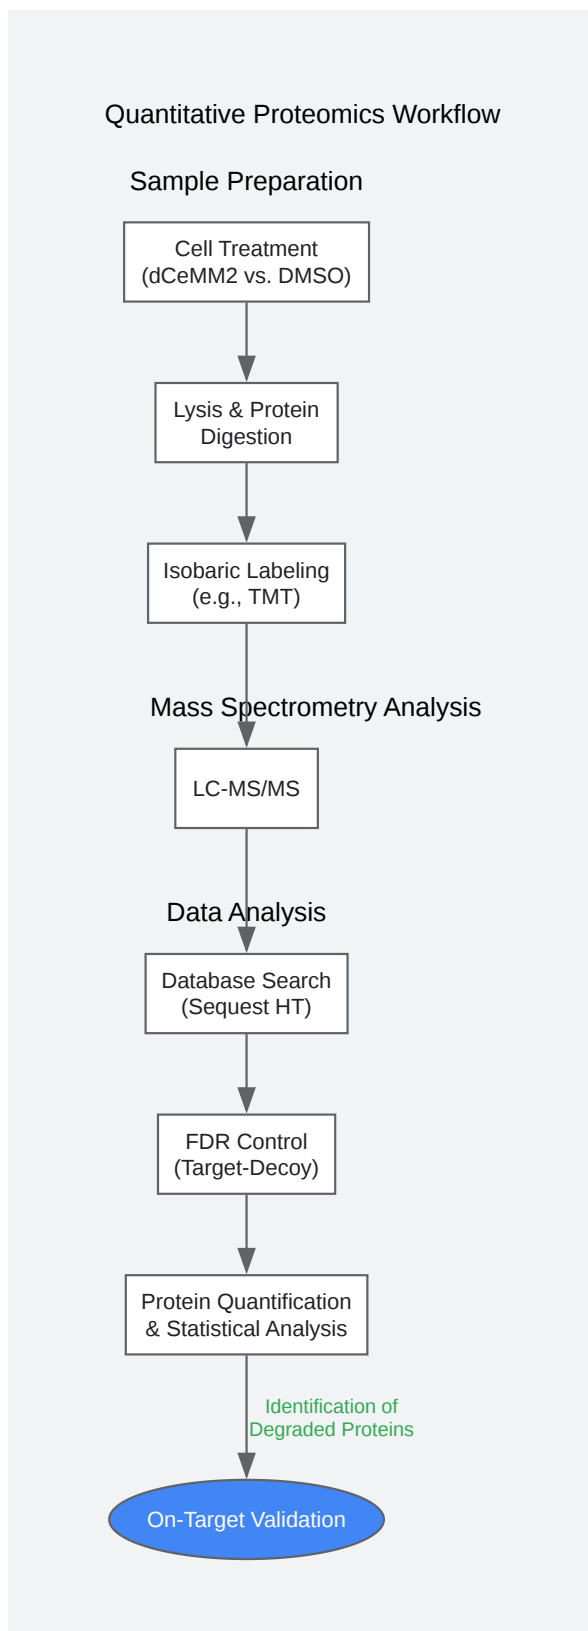 Quantitative Proteomics Workflow
Sample Preparation
Cell Treatment
(dCeMM2 vs. DMSO)
Lysis & Protein
Digestion
Isobaric Labeling
(e.g., TMT)
Mass Spectrometry Analysis
LC-MS/MS
Data Analysis
Database Search
(Sequest HT)
FDR Control
(Target-Decoy)
Protein Quantification
& Statistical Analysis
Identification of
Degraded Proteins
On-Target Validation